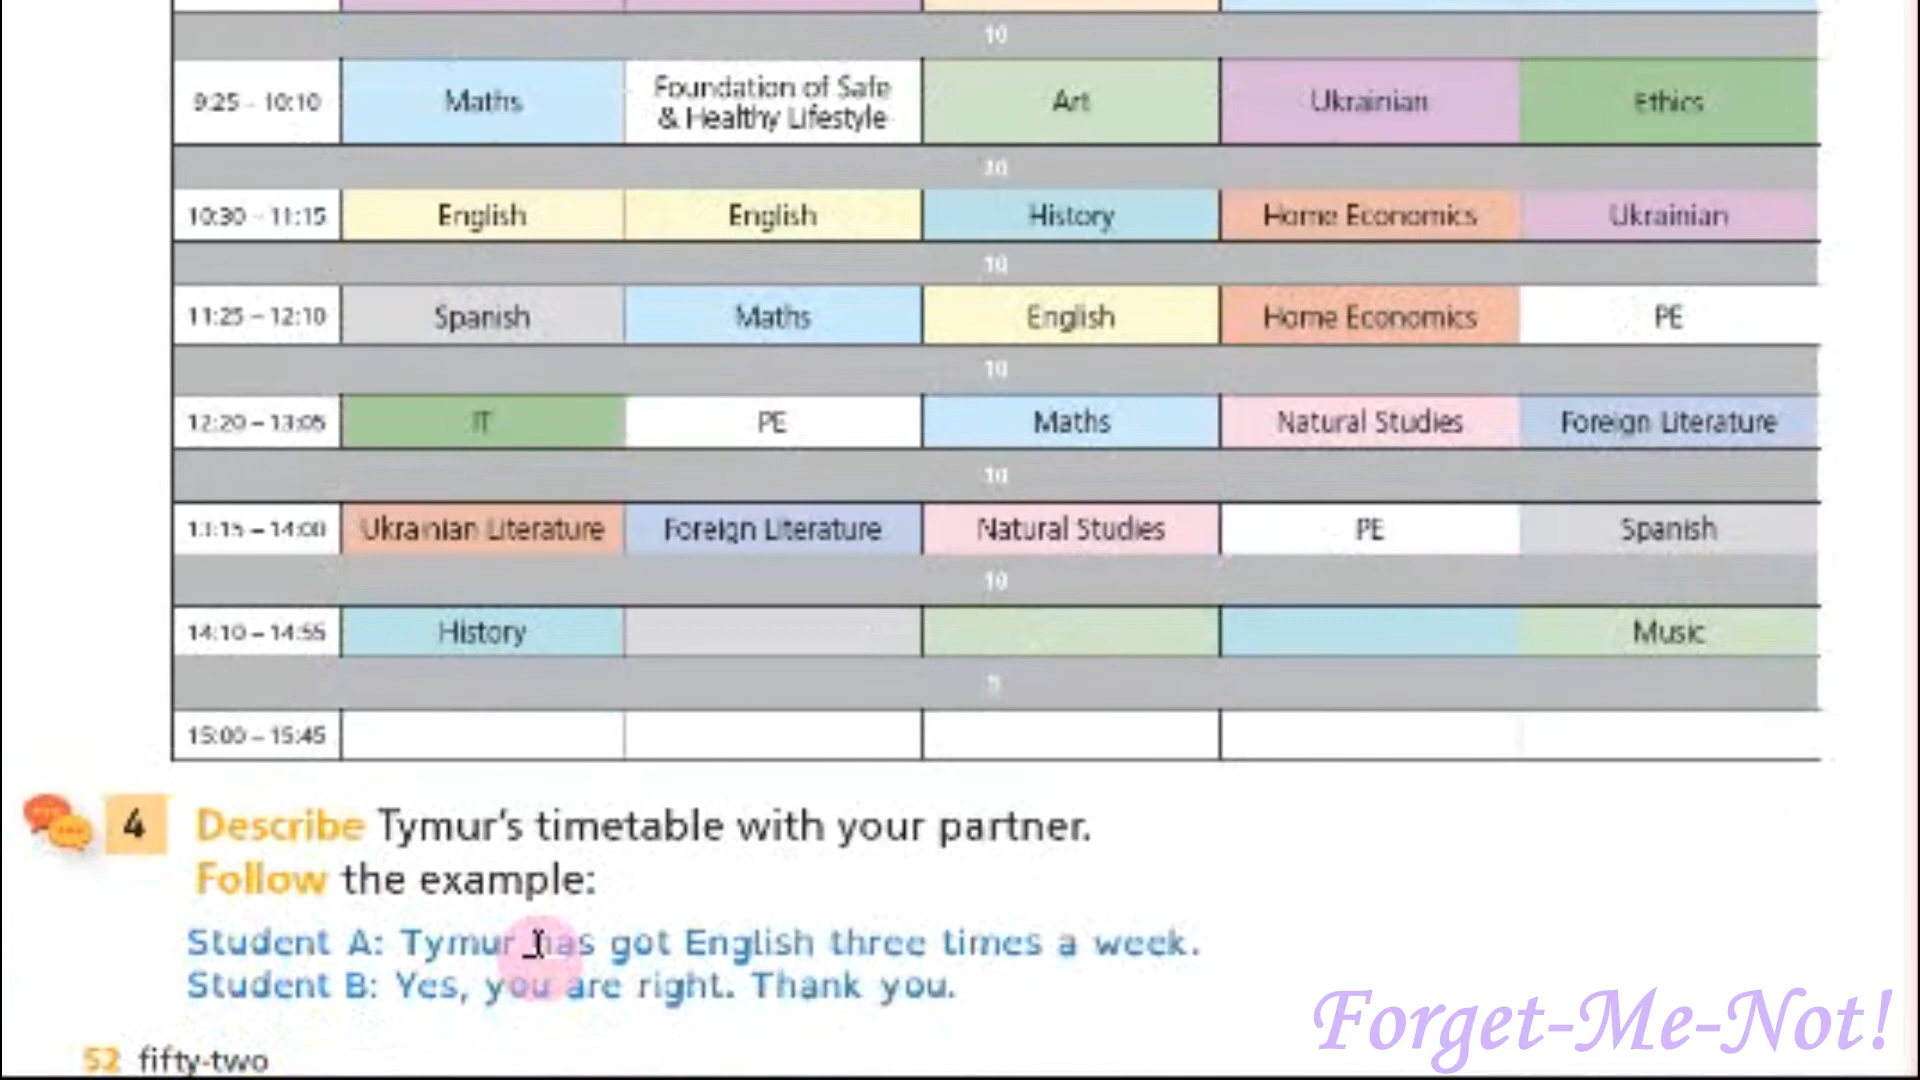 10
9:25 – 10:10 Maths Foundation of Safe & Healthy Lifestyle Art Ukrainian Ethics
20
10:30 – 11:15 English English History Home Economics Ukrainian
10
11:25 – 12:10 Spanish Maths English Home Economics PE
10
12:20 – 13:05 IT PE Maths Natural Studies Foreign Literature
10
13:15 – 14:00 Ukrainian Literature Foreign Literature Natural Studies PE Spanish
10
14:10 – 14:55 History Music
5
15:00 – 15:45
4 Describe Tymur's timetable with your partner.
Follow the example:
Student A: Tymur has got English three times a week.
Student B: Yes, you are right. Thank you.
Forget-Me-Not!
52 fifty-two